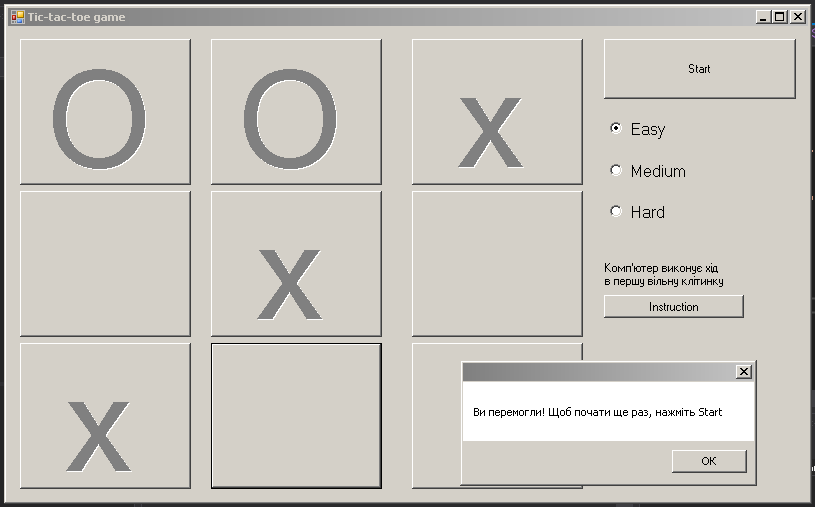 Tic-tac-toe game
O O x
Start
Easy
Medium
Hard
x
Комп'ютер виконує хід
в першу вільну клітинку
Instruction
x
Ви перемогли! Щоб почати ще раз, нажміть Start
OK